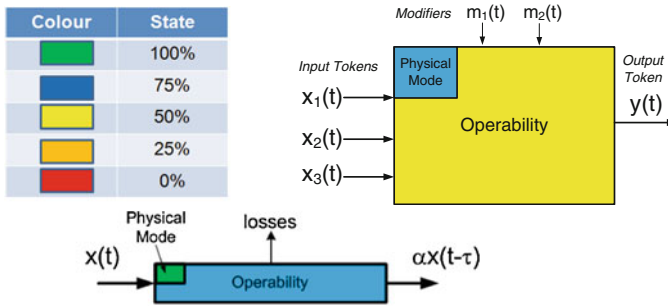 Colour State
100%
75%
50%
25%
0%
Modifiers m₁(t) m₂(t)
Input Tokens
Physical
Mode
Output
Token
x₁(t)
x₂(t)
x₃(t)
Operability
y(t)
Physical
Mode
losses
x(t)
Operability
αx(t-τ)